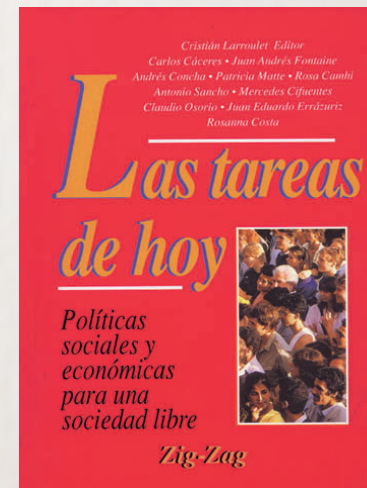 Cristián Larroulet Editor
Carlos Cáceres • Juan Andrés Fontaine
Andrés Concha • Patricia Matte • Rosa Camhi
Antonio Sancho • Mercedes Cifuentes
Claudio Osorio • Juan Eduardo Errázuriz
Rosanna Costa
Las tareas
de hoy
Políticas
sociales y
económicas
para una
sociedad libre
Zig-Zag